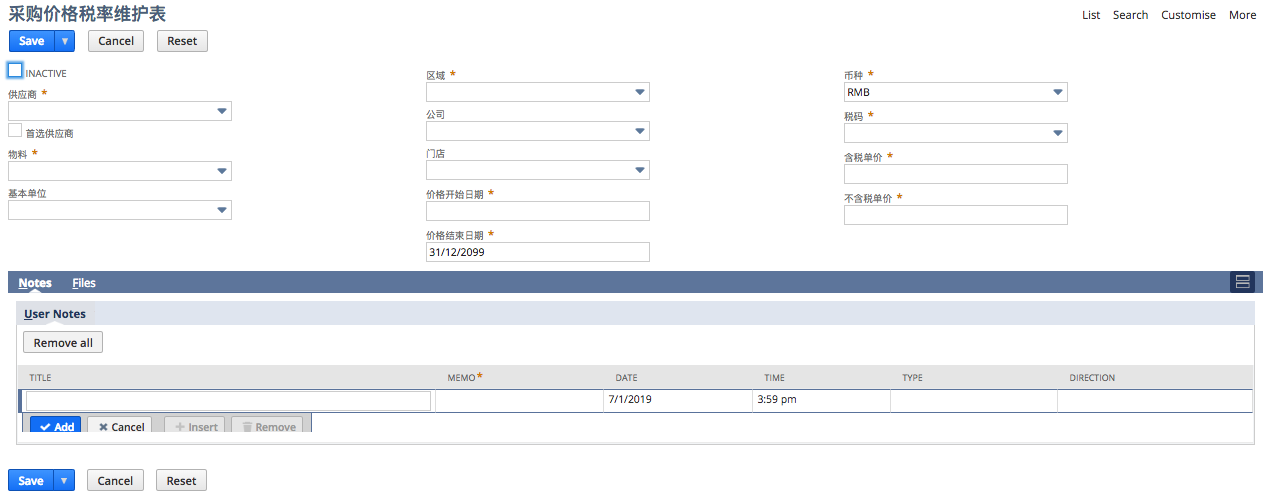 采购价格税率维护表
List Search Customise More
Save Cancel Reset
INACTIVE
供应商 *
首选供应商
物料 *
基本单位
区域 *
公司
门店
价格开始日期 *
价格结束日期 *
31/12/2099
币种 *
RMB
税码 *
含税单价 *
不含税单价 *
Notes Files
User Notes
Remove all
TITLE MEMO* DATE TIME TYPE DIRECTION
7/1/2019 3:59 pm
Add Cancel Insert Remove
Save Cancel Reset